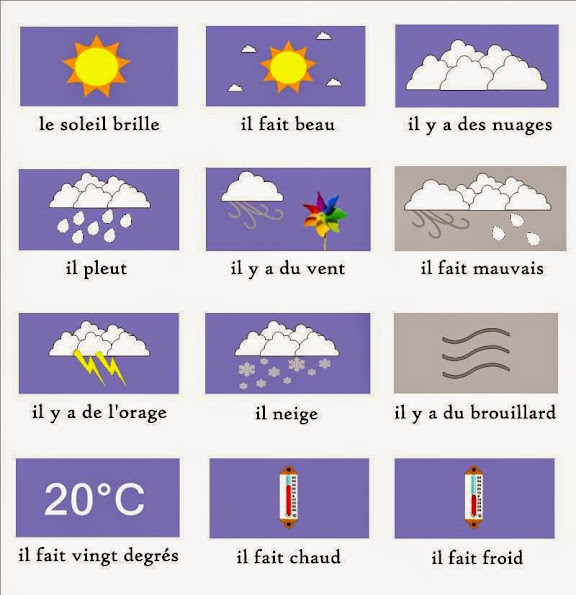 le soleil brille
il fait beau
il y a des nuages
il pleut
il y a du vent
il fait mauvais
il y a de l'orage
il neige
il y a du brouillard
20°C
il fait vingt degrés
il fait chaud
il fait froid